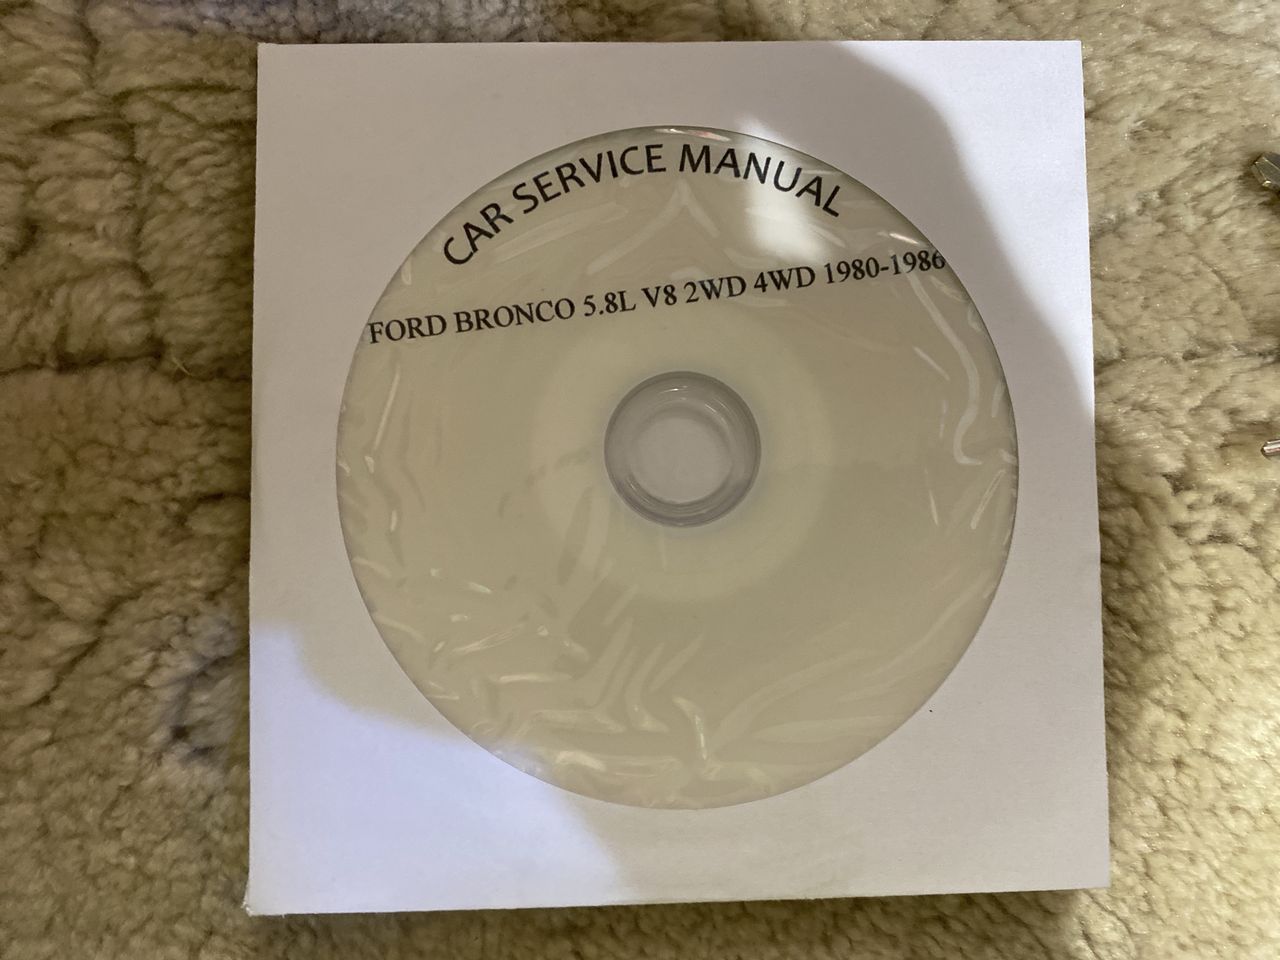 CAR SERVICE MANUAL
FORD BRONCO 5.8L V8 2WD 4WD 1980-1986